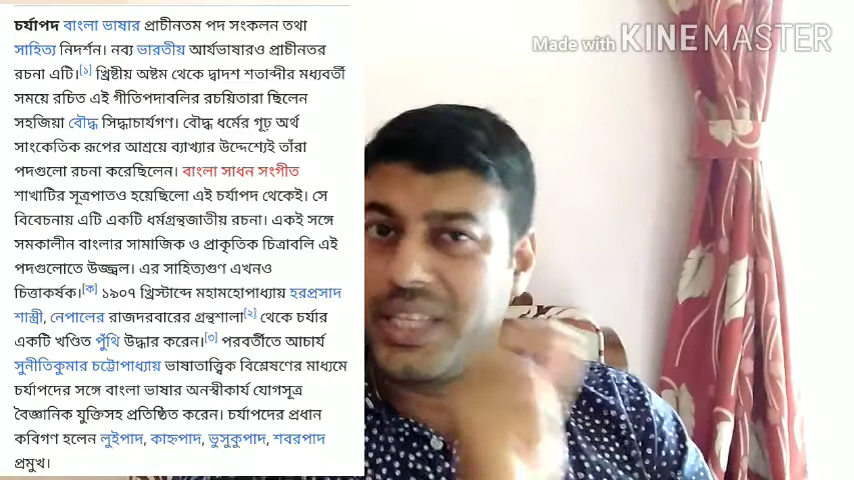 চর্যাপদ বাংলা ভাষার প্রাচীনতম পদ সংকলন তথা
সাহিত্য নিদর্শন। নব্য ভারতীয় আর্যভাষারও প্রাচীনতর
রচনা এটি।[১] খ্রিষ্টীয় অষ্টম থেকে দ্বাদশ শতাব্দীর মধ্যবর্তী
সময়ে রচিত এই গীতিপদাবলির রচয়িতারা ছিলেন
সহজিয়া বৌদ্ধ সিদ্ধাচার্যগণ। বৌদ্ধ ধর্মের গূঢ় অর্থ
সাংকেতিক রূপের আশ্রয়ে ব্যাখ্যার উদ্দেশ্যেই তাঁরা
পদগুলো রচনা করেছিলেন। বাংলা সাধন সংগীত
শাখাটির সূত্রপাতও হয়েছিলো এই চর্যাপদ থেকেই। সে
বিবেচনায় এটি একটি ধর্মগ্রন্থজাতীয় রচনা। একই সঙ্গে
সমকালীন বাংলার সামাজিক ও প্রাকৃতিক চিত্রাবলি এই
পদগুলোতে উজ্জ্বল। এর সাহিত্যগুণ এখনও
চিত্তাকর্ষক।[ক] ১৯০৭ খ্রিস্টাব্দে মহামহোপাধ্যায় হরপ্রসাদ
শাস্ত্রী, নেপালের রাজদরবারের গ্রন্থশালা[২] থেকে চর্যার
একটি খণ্ডিত পুঁথি উদ্ধার করেন।[৩] পরবর্তীতে আচার্য
সুনীতিকুমার চট্টোপাধ্যায় ভাষাতাত্ত্বিক বিশ্লেষণের মাধ্যমে
চর্যাপদের সঙ্গে বাংলা ভাষার অনস্বীকার্য যোগসূত্র
বৈজ্ঞানিক যুক্তিসহ প্রতিষ্ঠিত করেন। চর্যাপদের প্রধান
কবিগণ হলেন লুইপাদ, কাহ্নপাদ, ভুসুকুপাদ, শবরপাদ
প্রমুখ।
Made with KINEMASTER